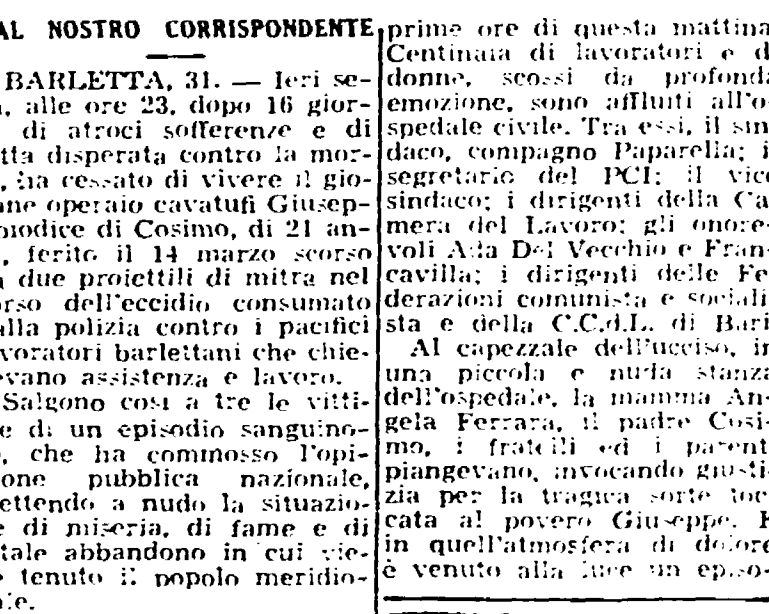 AL NOSTRO CORRISPONDENTE
BARLETTA, 31. — Ieri se-
, alle ore 23, dopo 16 gior-
di atroci sofferenze e di
tta disperata contro la mor-
, ha cessato di vivere il gio-
ane operaio cavatufi Giusep-
piodice di Cosimo, di 21 an-
, ferito il 14 marzo scorso
a due proiettili di mitra nel
orso dell'eccidio consumato
alla polizia contro i pacifici
voratori barlettani che chie-
evano assistenza e lavoro.
Salgono così a tre le vitti-
e di un episodio sanguino-
, che ha commosso l'opi-
one pubblica nazionale,
ettendo a nudo la situazio-
e di miseria, di fame e di
tale abbandono in cui vie-
e tenuto il popolo meridio-
ale.
prime ore di questa mattina
Centinaia di lavoratori e d
donne, scossi da profonda
emozione, sono affluiti all'o-
spedale civile. Tra essi, il sin-
daco, compagno Paparella; i
segretario del PCI; il vice
sindaco; i dirigenti della Ca-
mera del Lavoro; gli onore-
voli Ada Del Vecchio e Fran-
cavilla; i dirigenti delle Fe
derazioni comunista e sociali-
sta e della C.C.d.L. di Bari
Al capezzale dell'ucciso, in
una piccola e nuda stanza
dell'ospedale, la mamma An-
gela Ferrara, il padre Cosi-
mo, i fratelli ed i parenti
piangevano, invocando giusti-
zia per la tragica sorte toc-
cata al povero Giuseppe. E
in quell'atmosfera di dolore
è venuto alla luce un episo-